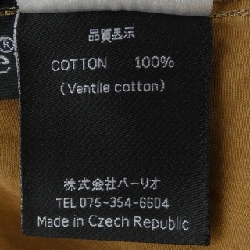 品質表示
COTTON 100%
(Ventile cotton)
株式会社バーリオ
TEL 075-354-6604
Made in Czech Republic